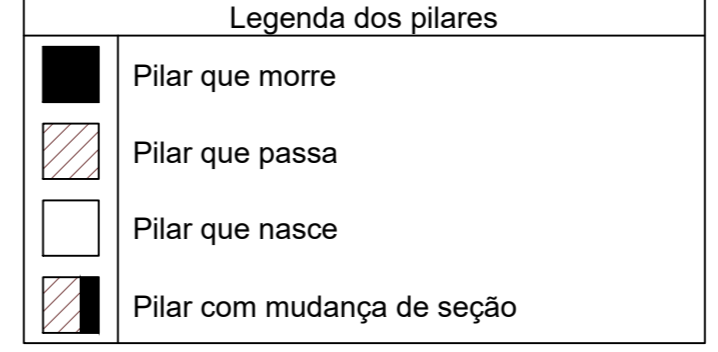 Legenda dos pilares
Pilar que morre
Pilar que passa
Pilar que nasce
Pilar com mudança de seção